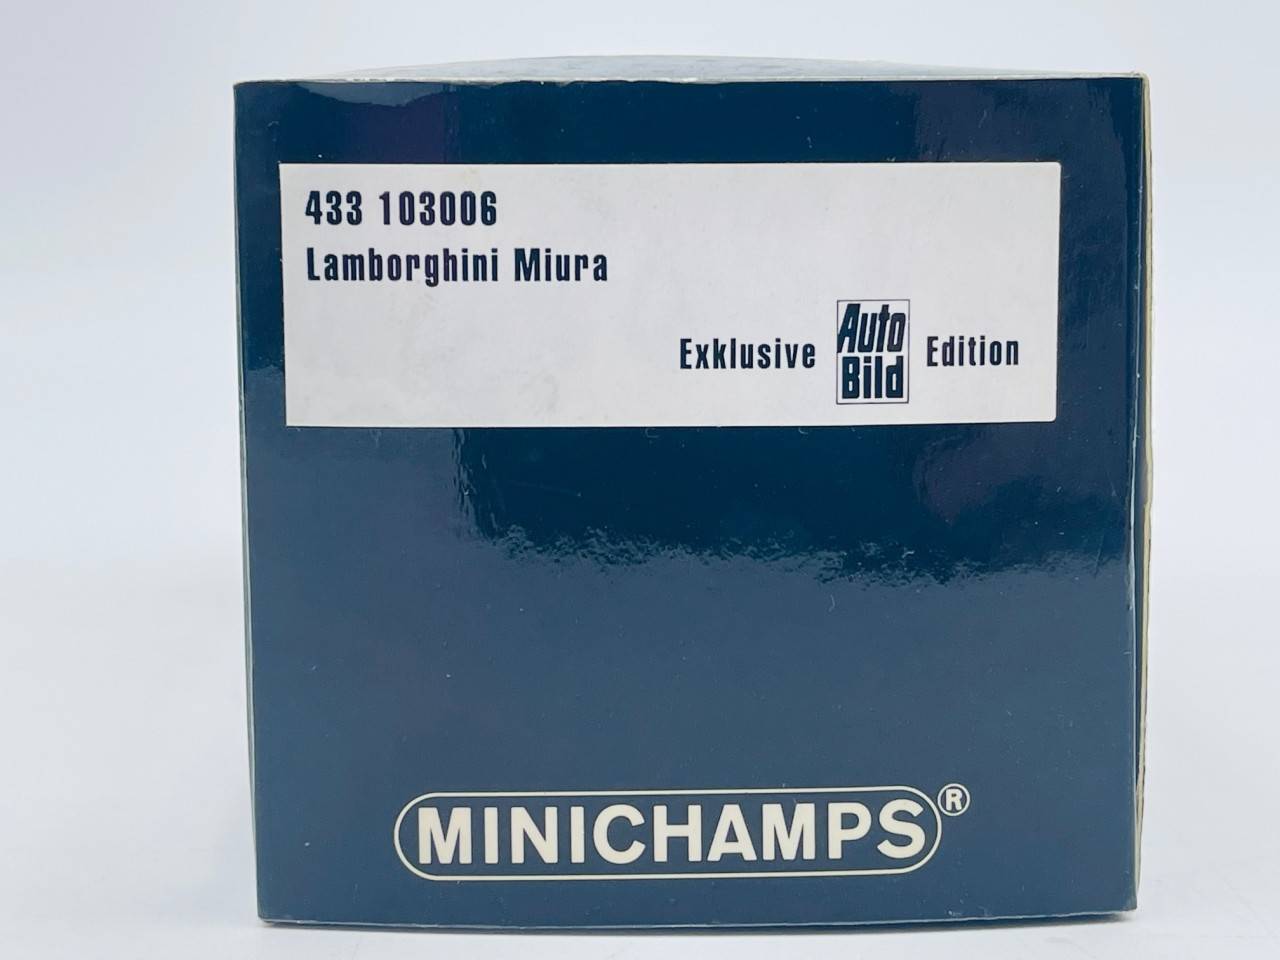 433 103006
Lamborghini Miura
Exklusive Auto Bild Edition
MINICHAMPS®